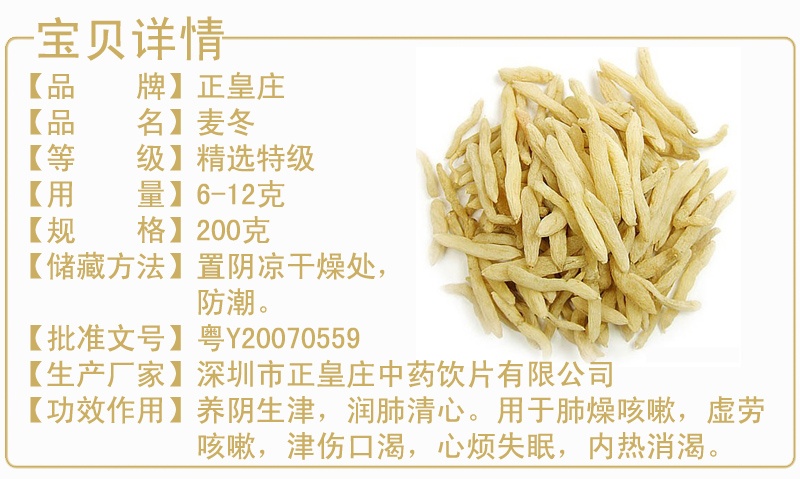 宝贝详情
【品 牌】正皇庄
【品 名】麦冬
【等 级】精选特级
【用 量】6-12克
【规 格】200克
【储藏方法】置阴凉干燥处，
防潮。
【批准文号】粤Y20070559
【生产厂家】深圳市正皇庄中药饮片有限公司
【功效作用】养阴生津，润肺清心。用于肺燥咳嗽，虚劳
咳嗽，津伤口渴，心烦失眠，内热消渴。